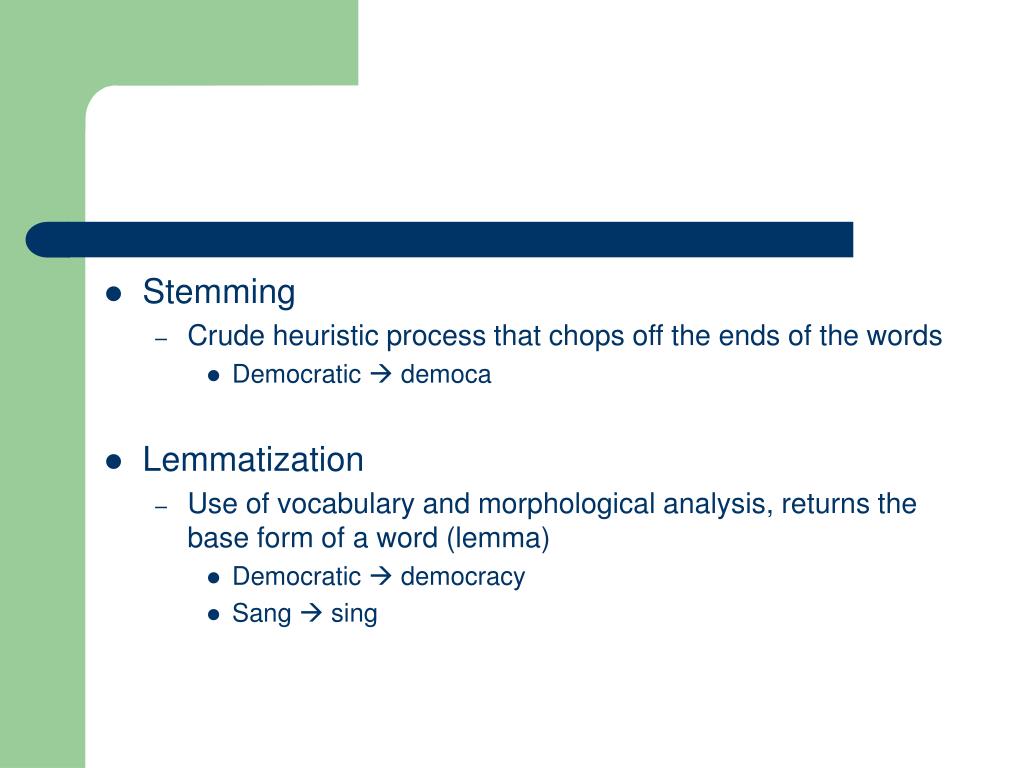 ● Stemming
– Crude heuristic process that chops off the ends of the words
● Democratic → democa
● Lemmatization
– Use of vocabulary and morphological analysis, returns the
base form of a word (lemma)
● Democratic → democracy
● Sang → sing